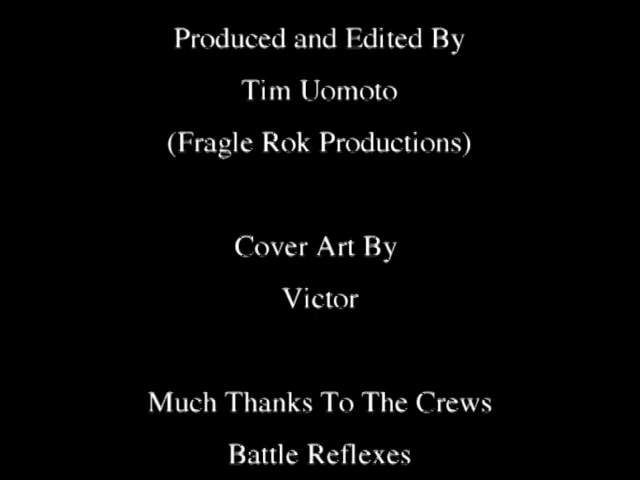 Produced and Edited By
Tim Uomoto
(Fragle Rok Productions)
Cover Art By
Victor
Much Thanks To The Crews
Battle Reflexes